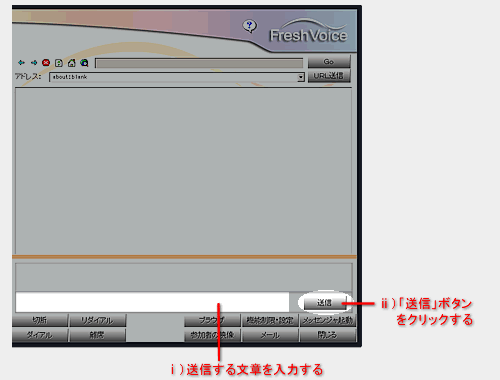 FreshVoice
Go
アドレス: about:blank
URL送信
送信
ii)「送信」ボタン
をクリックする
切断 リダイアル ブラウザ 機能制限・設定 メッセンジャ起動
ダイアル 離席 参加者の映像 メール 閉じる
i)送信する文章を入力する